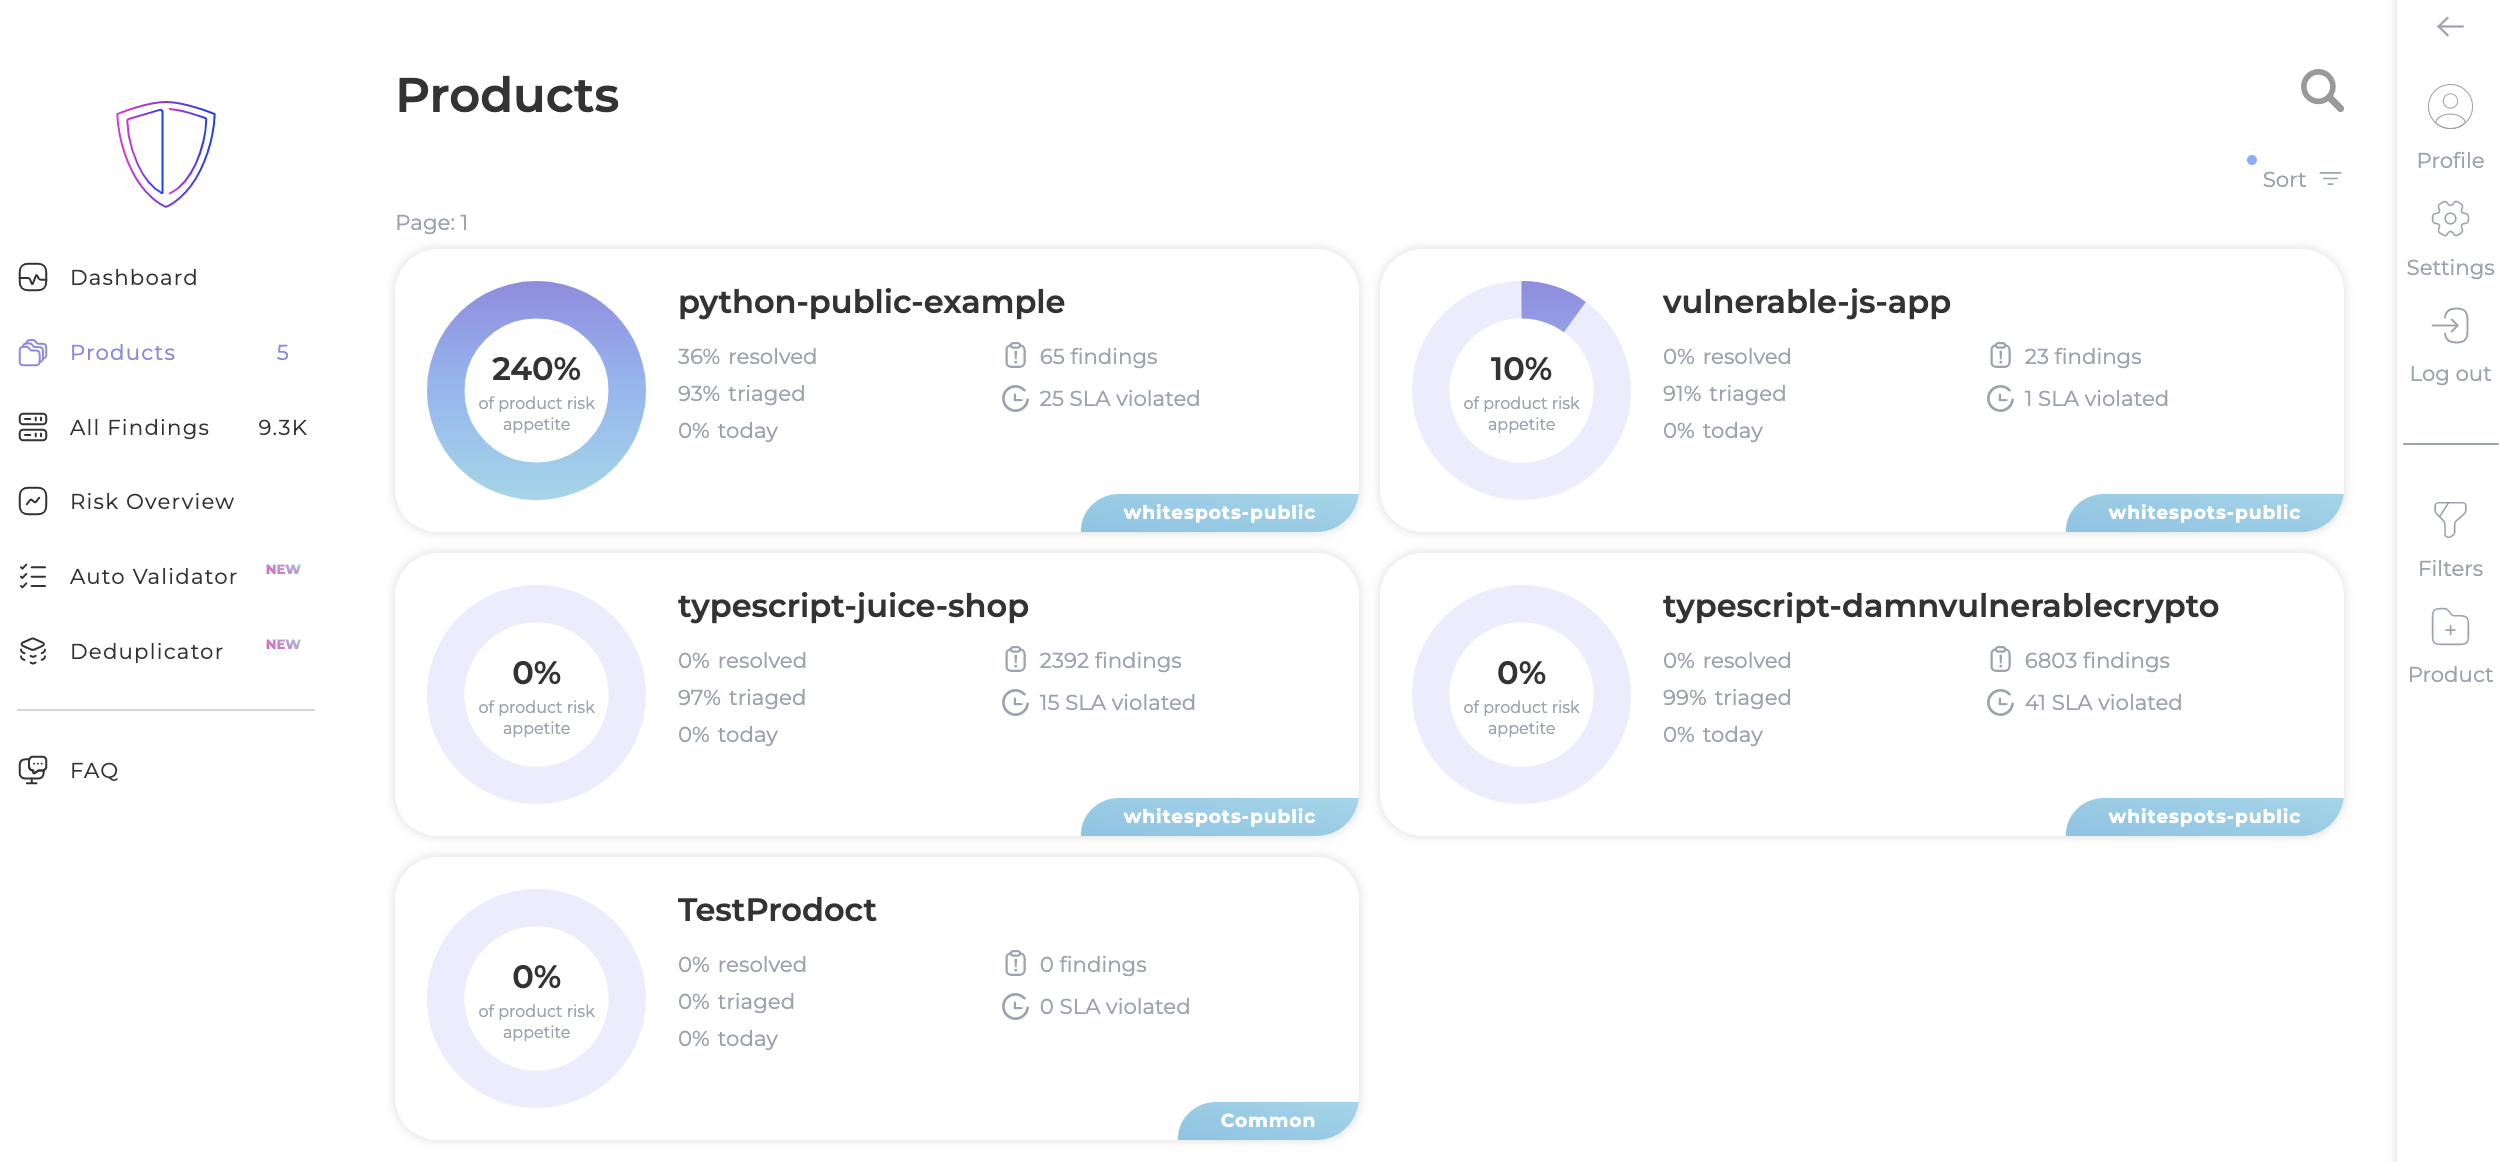 Products
Sort
Page: 1
Dashboard
Products 5
All Findings 9.3K
Risk Overview
Auto Validator NEW
Deduplicator NEW
FAQ
240%
of product risk
appetite
python-public-example
36% resolved
93% triaged
0% today
65 findings
25 SLA violated
whitespots-public
10%
of product risk
appetite
vulnerable-js-app
0% resolved
91% triaged
0% today
23 findings
1 SLA violated
whitespots-public
0%
of product risk
appetite
typescript-juice-shop
0% resolved
97% triaged
0% today
2392 findings
15 SLA violated
whitespots-public
0%
of product risk
appetite
typescript-damnvulnerablecrypto
0% resolved
99% triaged
0% today
6803 findings
41 SLA violated
whitespots-public
0%
of product risk
appetite
TestProdoct
0% resolved
0% triaged
0% today
0 findings
0 SLA violated
Common
Profile
Settings
Log out
Filters
Product